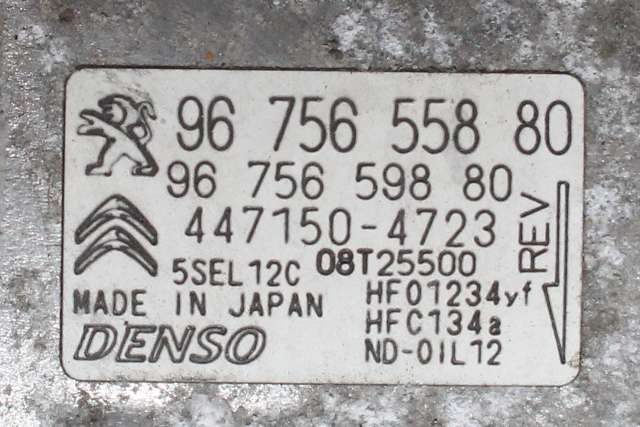 96 756 558 80
96 756 598 80
447150-4723
5SEL12C 08T25500
MADE IN JAPAN HFO1234yf
DENSO HFC134a
ND-OIL12
REV